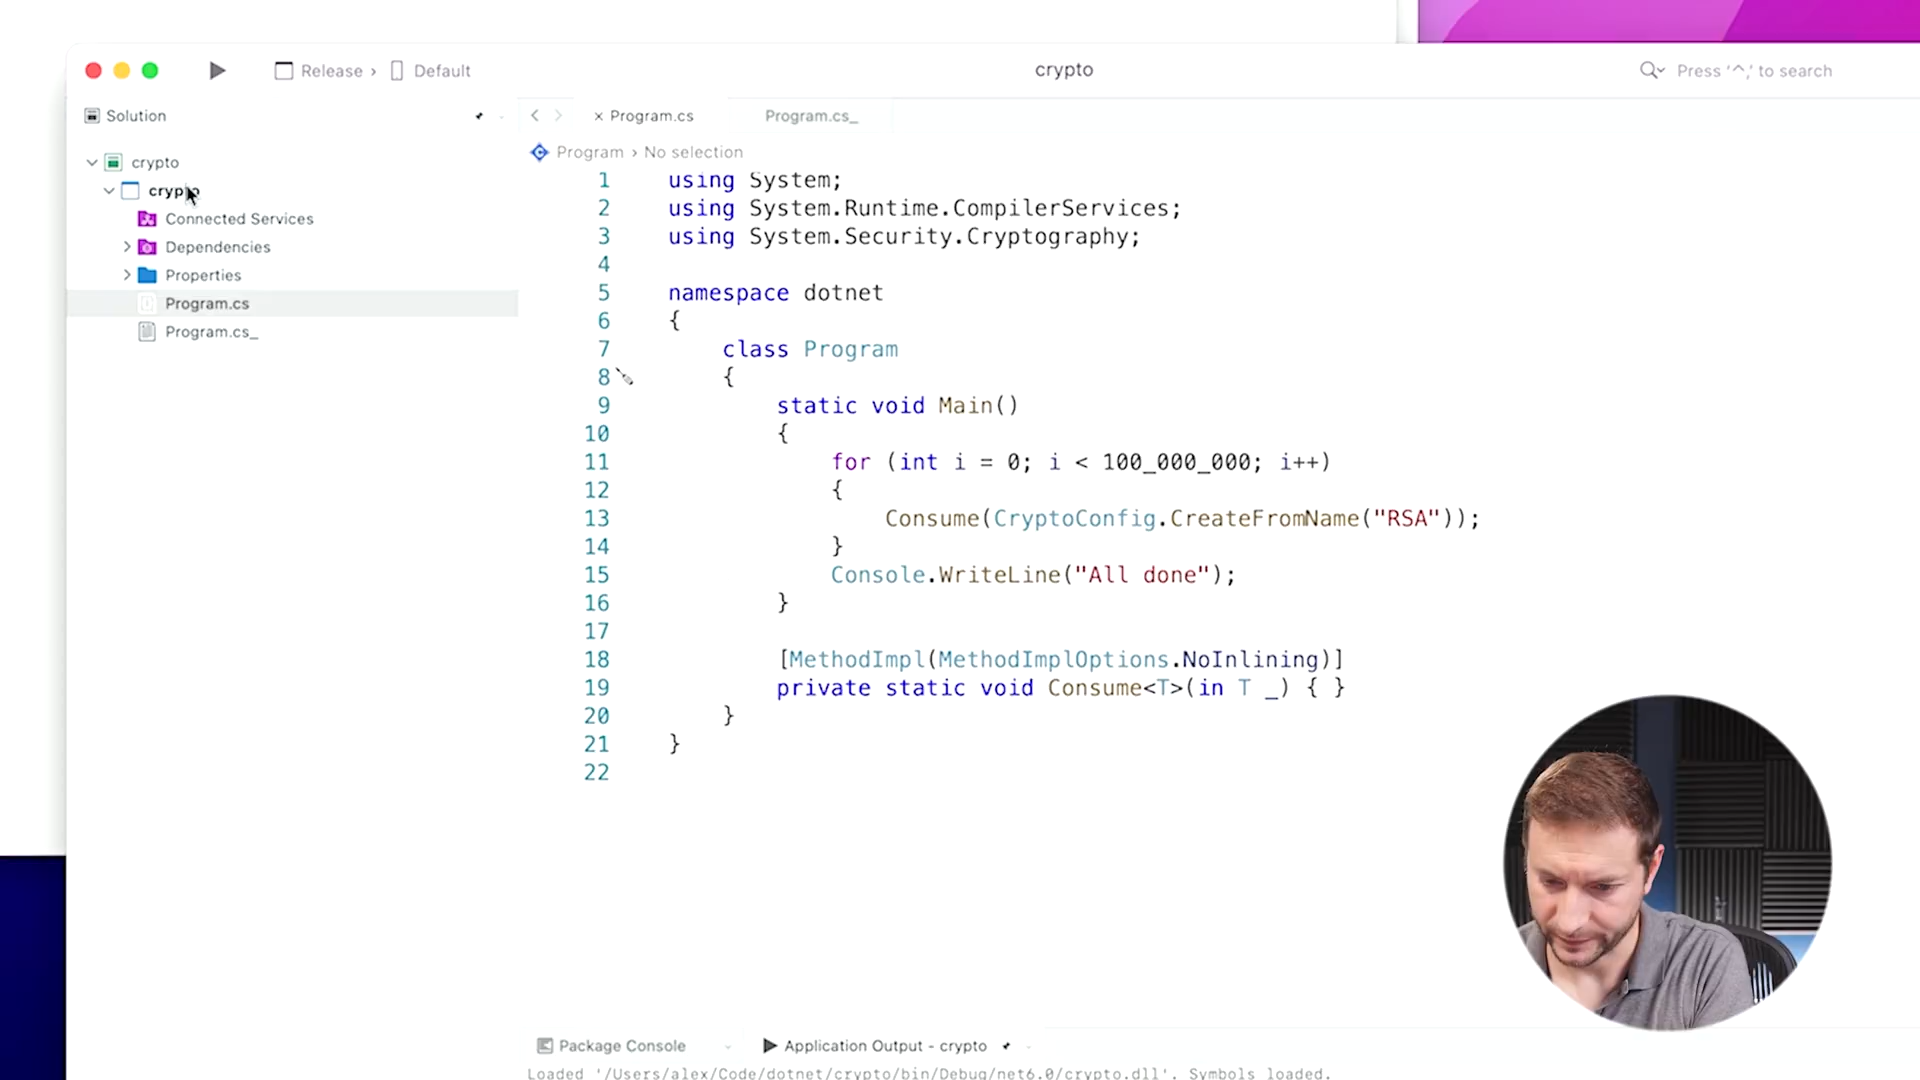 Release › Default
crypto
Press '^,' to search
Solution
Program.cs
Program.cs_
Program › No selection
crypto
crypto
Connected Services
Dependencies
Properties
Program.cs
Program.cs_
1 using System;
2 using System.Runtime.CompilerServices;
3 using System.Security.Cryptography;
4
5 namespace dotnet
6 {
7 class Program
8 {
9 static void Main()
10 {
11 for (int i = 0; i < 100_000_000; i++)
12 {
13 Consume(CryptoConfig.CreateFromName("RSA"));
14 }
15 Console.WriteLine("All done");
16 }
17
18 [MethodImpl(MethodImplOptions.NoInlining)]
19 private static void Consume<T>(in T _) { }
20 }
21 }
22
Package Console
Application Output - crypto
Loaded '/Users/alex/Code/dotnet/crypto/bin/Debug/net6.0/crypto.dll'. Symbols loaded.